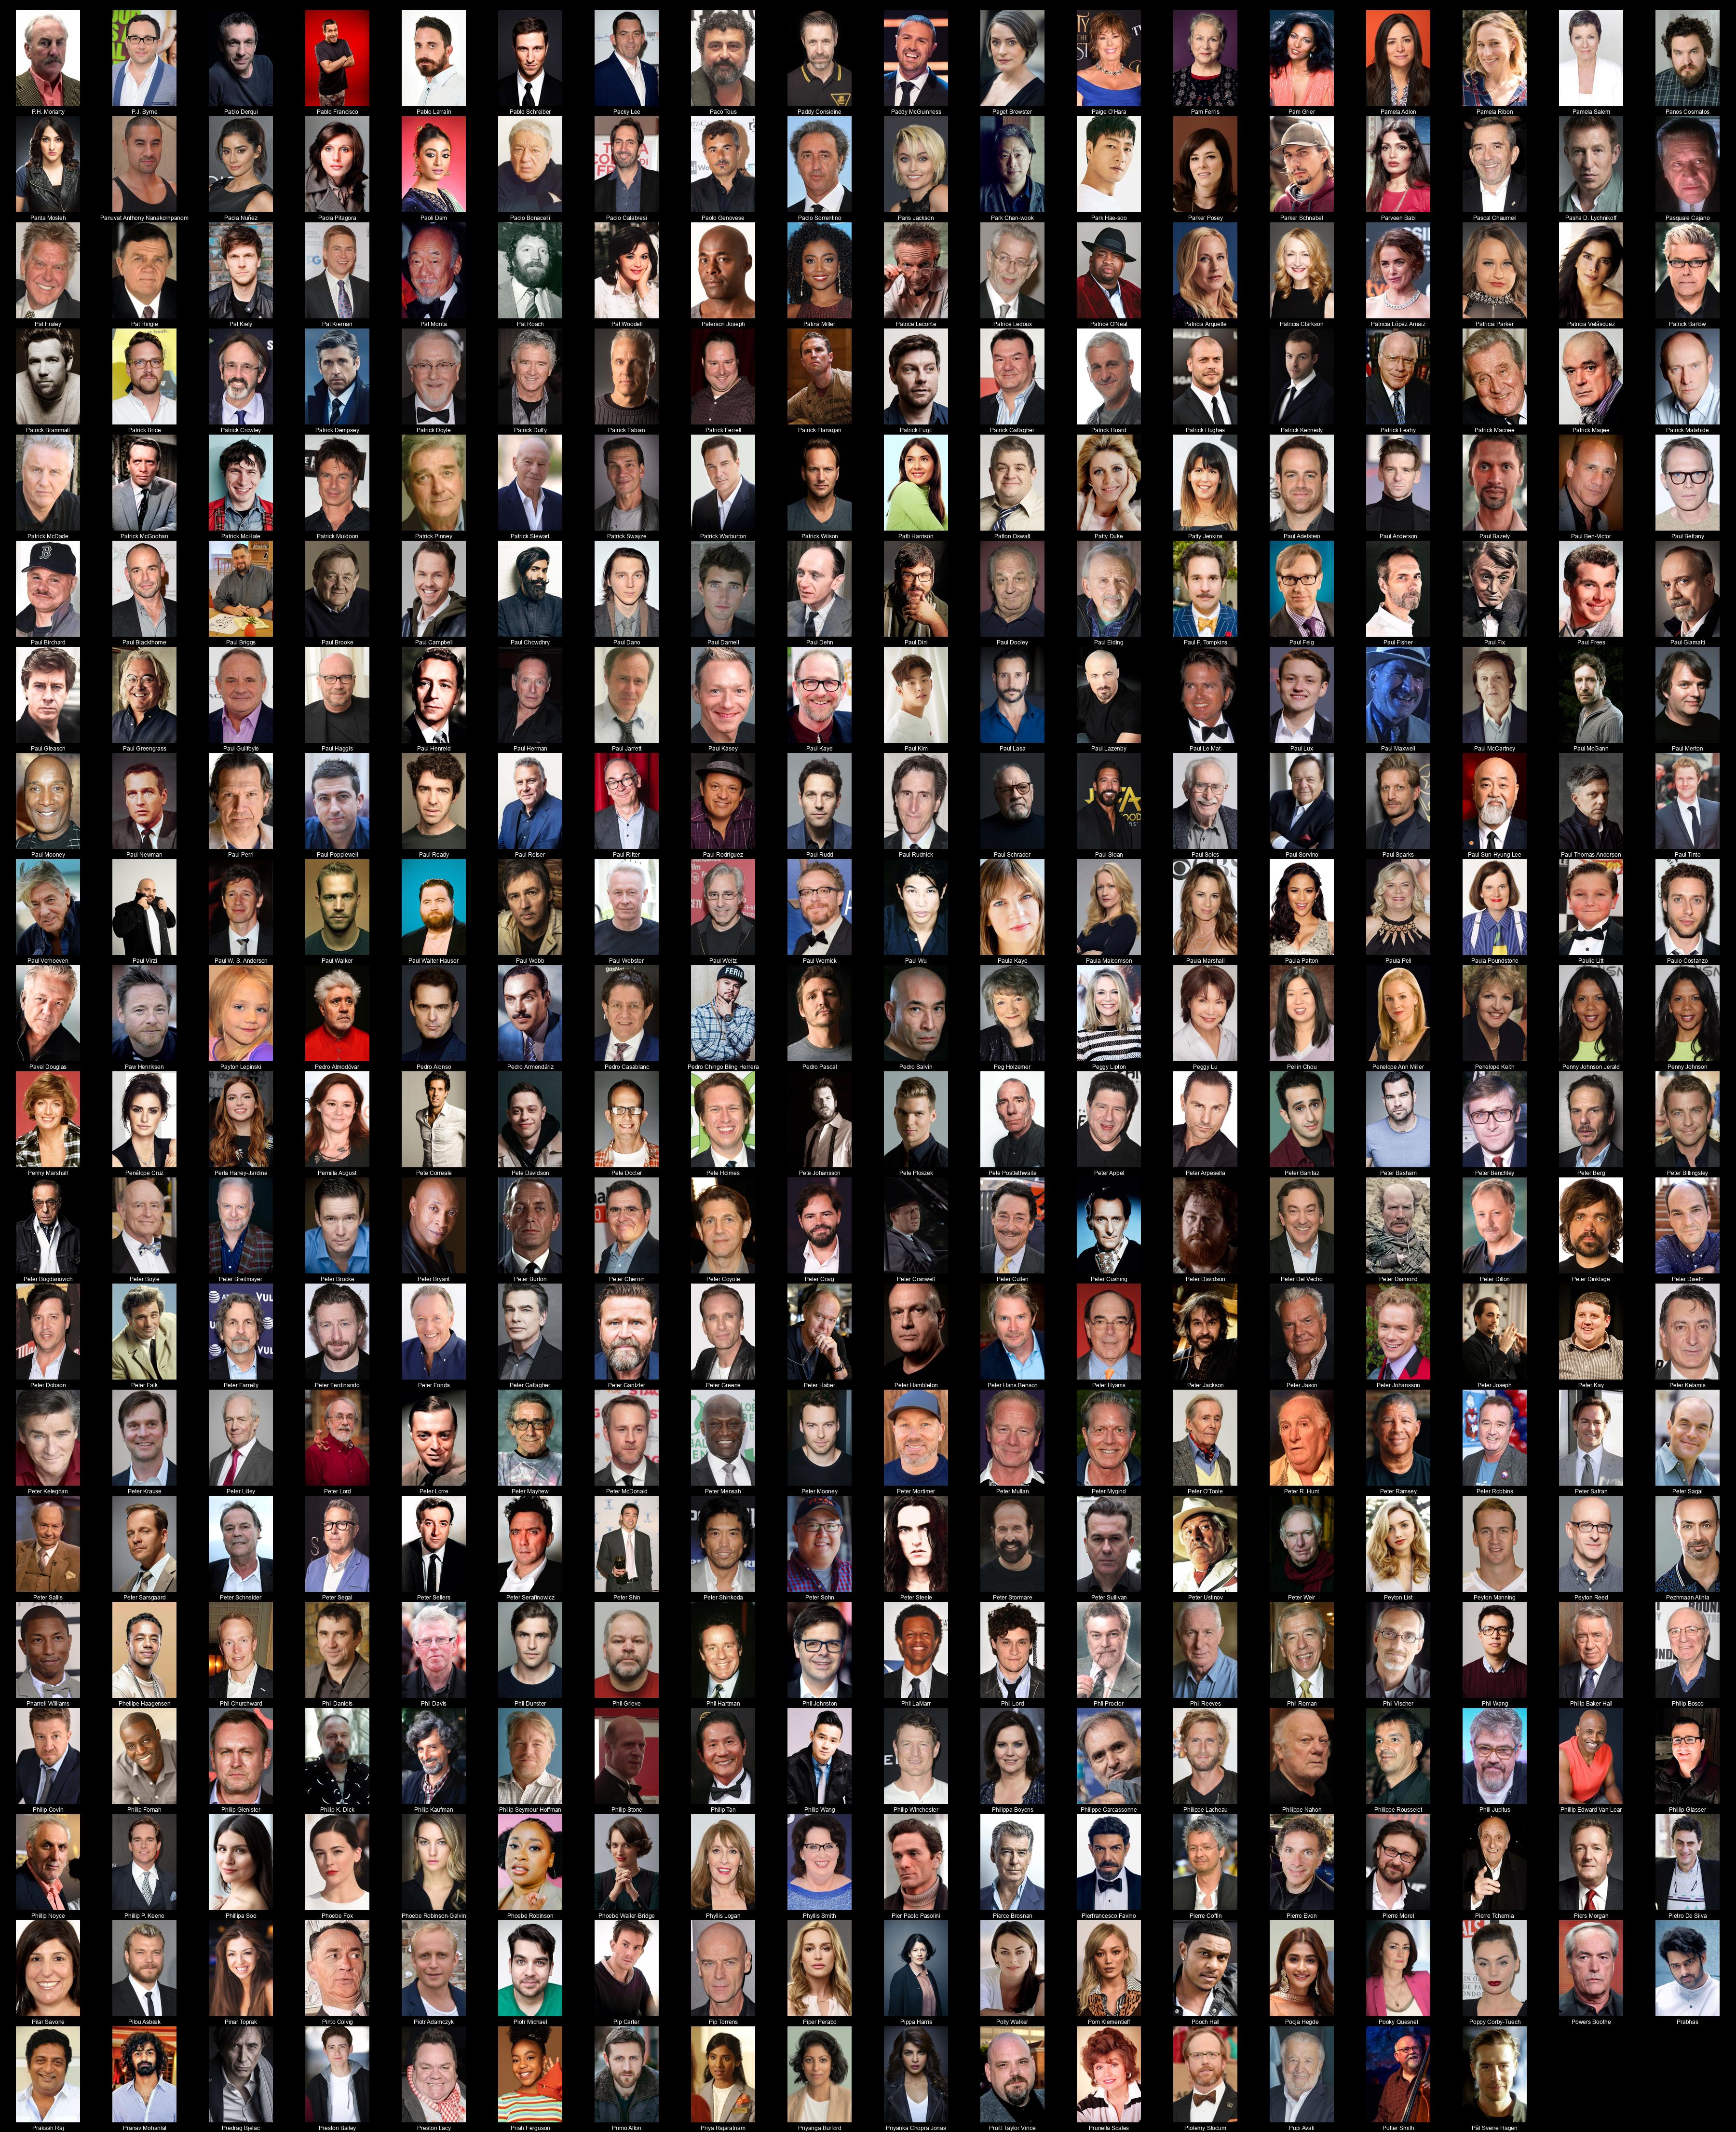 P.H. Moriarty P.J. Byrne Pablo Derqui Pablo Francisco Pablo Larraín Pablo Schreiber Packy Lee Paco Tous Paddy Considine Paddy McGuinness Paget Brewster Paige O'Hara Pam Ferris Pam Grier Pamela Adlon Pamela Ribon Pamela Salem Panos Cosmatos
Panta Mosleh Panuvat Anthony Nanakornpanom Paola Nuñez Paola Pitagora Paoli Dam Paolo Bonacelli Paolo Calabresi Paolo Genovese Paolo Sorrentino Paris Jackson Park Chan-wook Park Hae-soo Parker Posey Parker Schnabel Parveen Babi Pascal Chaumeil Pasha D. Lychnikoff Pasquale Cajano
Pat Fraley Pat Hingle Pat Kiely Pat Kiernan Pat Morita Pat Roach Pat Woodell Paterson Joseph Patina Miller Patrice Leconte Patrice Ledoux Patrice O'Neal Patricia Arquette Patricia Clarkson Patricia López Arnaiz Patricia Parker Patricia Velásquez Patrick Barlow
Patrick Brammall Patrick Brice Patrick Crowley Patrick Dempsey Patrick Doyle Patrick Duffy Patrick Fabian Patrick Ferrell Patrick Flanagan Patrick Fugit Patrick Gallagher Patrick Huard Patrick Hughes Patrick Kennedy Patrick Leahy Patrick Macnee Patrick Magee Patrick Malahide
Patrick McDade Patrick McGoohan Patrick McHale Patrick Muldoon Patrick Pinney Patrick Stewart Patrick Swayze Patrick Warburton Patrick Wilson Patti Harrison Patton Oswalt Patty Duke Patty Jenkins Paul Adelstein Paul Anderson Paul Bazely Paul Ben-Victor Paul Bettany
Paul Birchard Paul Blackthorne Paul Briggs Paul Brooke Paul Campbell Paul Chowdhry Paul Dano Paul Darnell Paul Dehn Paul Dini Paul Dooley Paul Eiding Paul F. Tompkins Paul Feig Paul Fisher Paul Fix Paul Frees Paul Giamatti
Paul Gleason Paul Greengrass Paul Guilfoyle Paul Haggis Paul Henreid Paul Herman Paul Jarrett Paul Kasey Paul Kaye Paul Kim Paul Lasa Paul Lazenby Paul Le Mat Paul Lux Paul Maxwell Paul McCartney Paul McGann Paul Merton
Paul Mooney Paul Newman Paul Perri Paul Popplewell Paul Ready Paul Reiser Paul Ritter Paul Rodríguez Paul Rudd Paul Rudnick Paul Schrader Paul Sloan Paul Soles Paul Sorvino Paul Sparks Paul Sun-Hyung Lee Paul Thomas Anderson Paul Tinto
Paul Verhoeven Paul Virzi Paul W. S. Anderson Paul Walker Paul Walter Hauser Paul Webb Paul Webster Paul Weitz Paul Wernick Paul Wu Paula Kaye Paula Malcomson Paula Marshall Paula Patton Paula Pell Paula Poundstone Paulie Litt Paulo Costanzo
Pavel Douglas Paw Henriksen Payton Lepinski Pedro Almodóvar Pedro Alonso Pedro Armendáriz Pedro Casablanc Pedro Chingo Bling Herrera Pedro Pascal Pedro Salvín Peg Holzemer Peggy Lipton Peggy Lu Peilin Chou Penelope Ann Miller Penelope Keith Penny Johnson Jerald Penny Johnson
Penny Marshall Penélope Cruz Perla Haney-Jardine Pernilla August Pete Correale Pete Davidson Pete Docter Pete Holmes Pete Johansson Pete Ploszek Pete Postlethwaite Peter Appel Peter Arpesella Peter Banifaz Peter Basham Peter Benchley Peter Berg Peter Billingsley
Peter Bogdanovich Peter Boyle Peter Breitmayer Peter Brooke Peter Bryant Peter Burton Peter Chernin Peter Coyote Peter Craig Peter Cranwell Peter Cullen Peter Cushing Peter Davidson Peter Del Vecho Peter Diamond Peter Dillon Peter Dinklage Peter Diseth
Peter Dobson Peter Falk Peter Farrelly Peter Ferdinando Peter Fonda Peter Gallagher Peter Gantzler Peter Greene Peter Haber Peter Hambleton Peter Hans Benson Peter Hyams Peter Jackson Peter Jason Peter Johansson Peter Joseph Peter Kay Peter Kelamis
Peter Keleghan Peter Krause Peter Lilley Peter Lord Peter Lorre Peter Mayhew Peter McDonald Peter Mensah Peter Mooney Peter Mortimer Peter Mullan Peter Mygind Peter O'Toole Peter R. Hunt Peter Ramsey Peter Robbins Peter Safran Peter Sagal
Peter Sallis Peter Sarsgaard Peter Schneider Peter Segal Peter Sellers Peter Serafinowicz Peter Shin Peter Shinkoda Peter Sohn Peter Steele Peter Stormare Peter Sullivan Peter Ustinov Peter Weir Peyton List Peyton Manning Peyton Reed Pezhmaan Alinia
Pharrell Williams Phellipe Haagensen Phil Churchward Phil Daniels Phil Davis Phil Dunster Phil Grieve Phil Hartman Phil Johnston Phil LaMarr Phil Lord Phil Proctor Phil Reeves Phil Roman Phil Vischer Phil Wang Philip Baker Hall Philip Bosco
Philip Covin Philip Fornah Philip Glenister Philip K. Dick Philip Kaufman Philip Seymour Hoffman Philip Stone Philip Tan Philip Wang Philip Winchester Philippa Boyens Philippe Carcassonne Philippe Lacheau Philippe Nahon Philippe Rousselet Phill Jupitus Phillip Edward Van Lear Phillip Glasser
Phillip Noyce Phillip P. Keene Phillipa Soo Phoebe Fox Phoebe Robinson-Galvin Phoebe Robinson Phoebe Waller-Bridge Phyllis Logan Phyllis Smith Pier Paolo Pasolini Pierce Brosnan Pierfrancesco Favino Pierre Coffin Pierre Even Pierre Morel Pierre Tchernia Piers Morgan Pietro De Silva
Pilar Savone Pilou Asbæk Pinar Toprak Pinto Colvig Piotr Adamczyk Piotr Michael Pip Carter Pip Torrens Piper Perabo Pippa Harris Polly Walker Pom Klementieff Pooch Hall Pooja Hegde Pooky Quesnel Poppy Corby-Tuech Powers Boothe Prabhas
Prakash Raj Pranav Mohanlal Predrag Bjelac Preston Bailey Preston Lacy Priah Ferguson Primo Allon Priya Rajaratnam Priyanga Burford Priyanka Chopra Jonas Pruitt Taylor Vince Prunella Scales Ptolemy Slocum Pupi Avati Putter Smith Pål Sverre Hagen